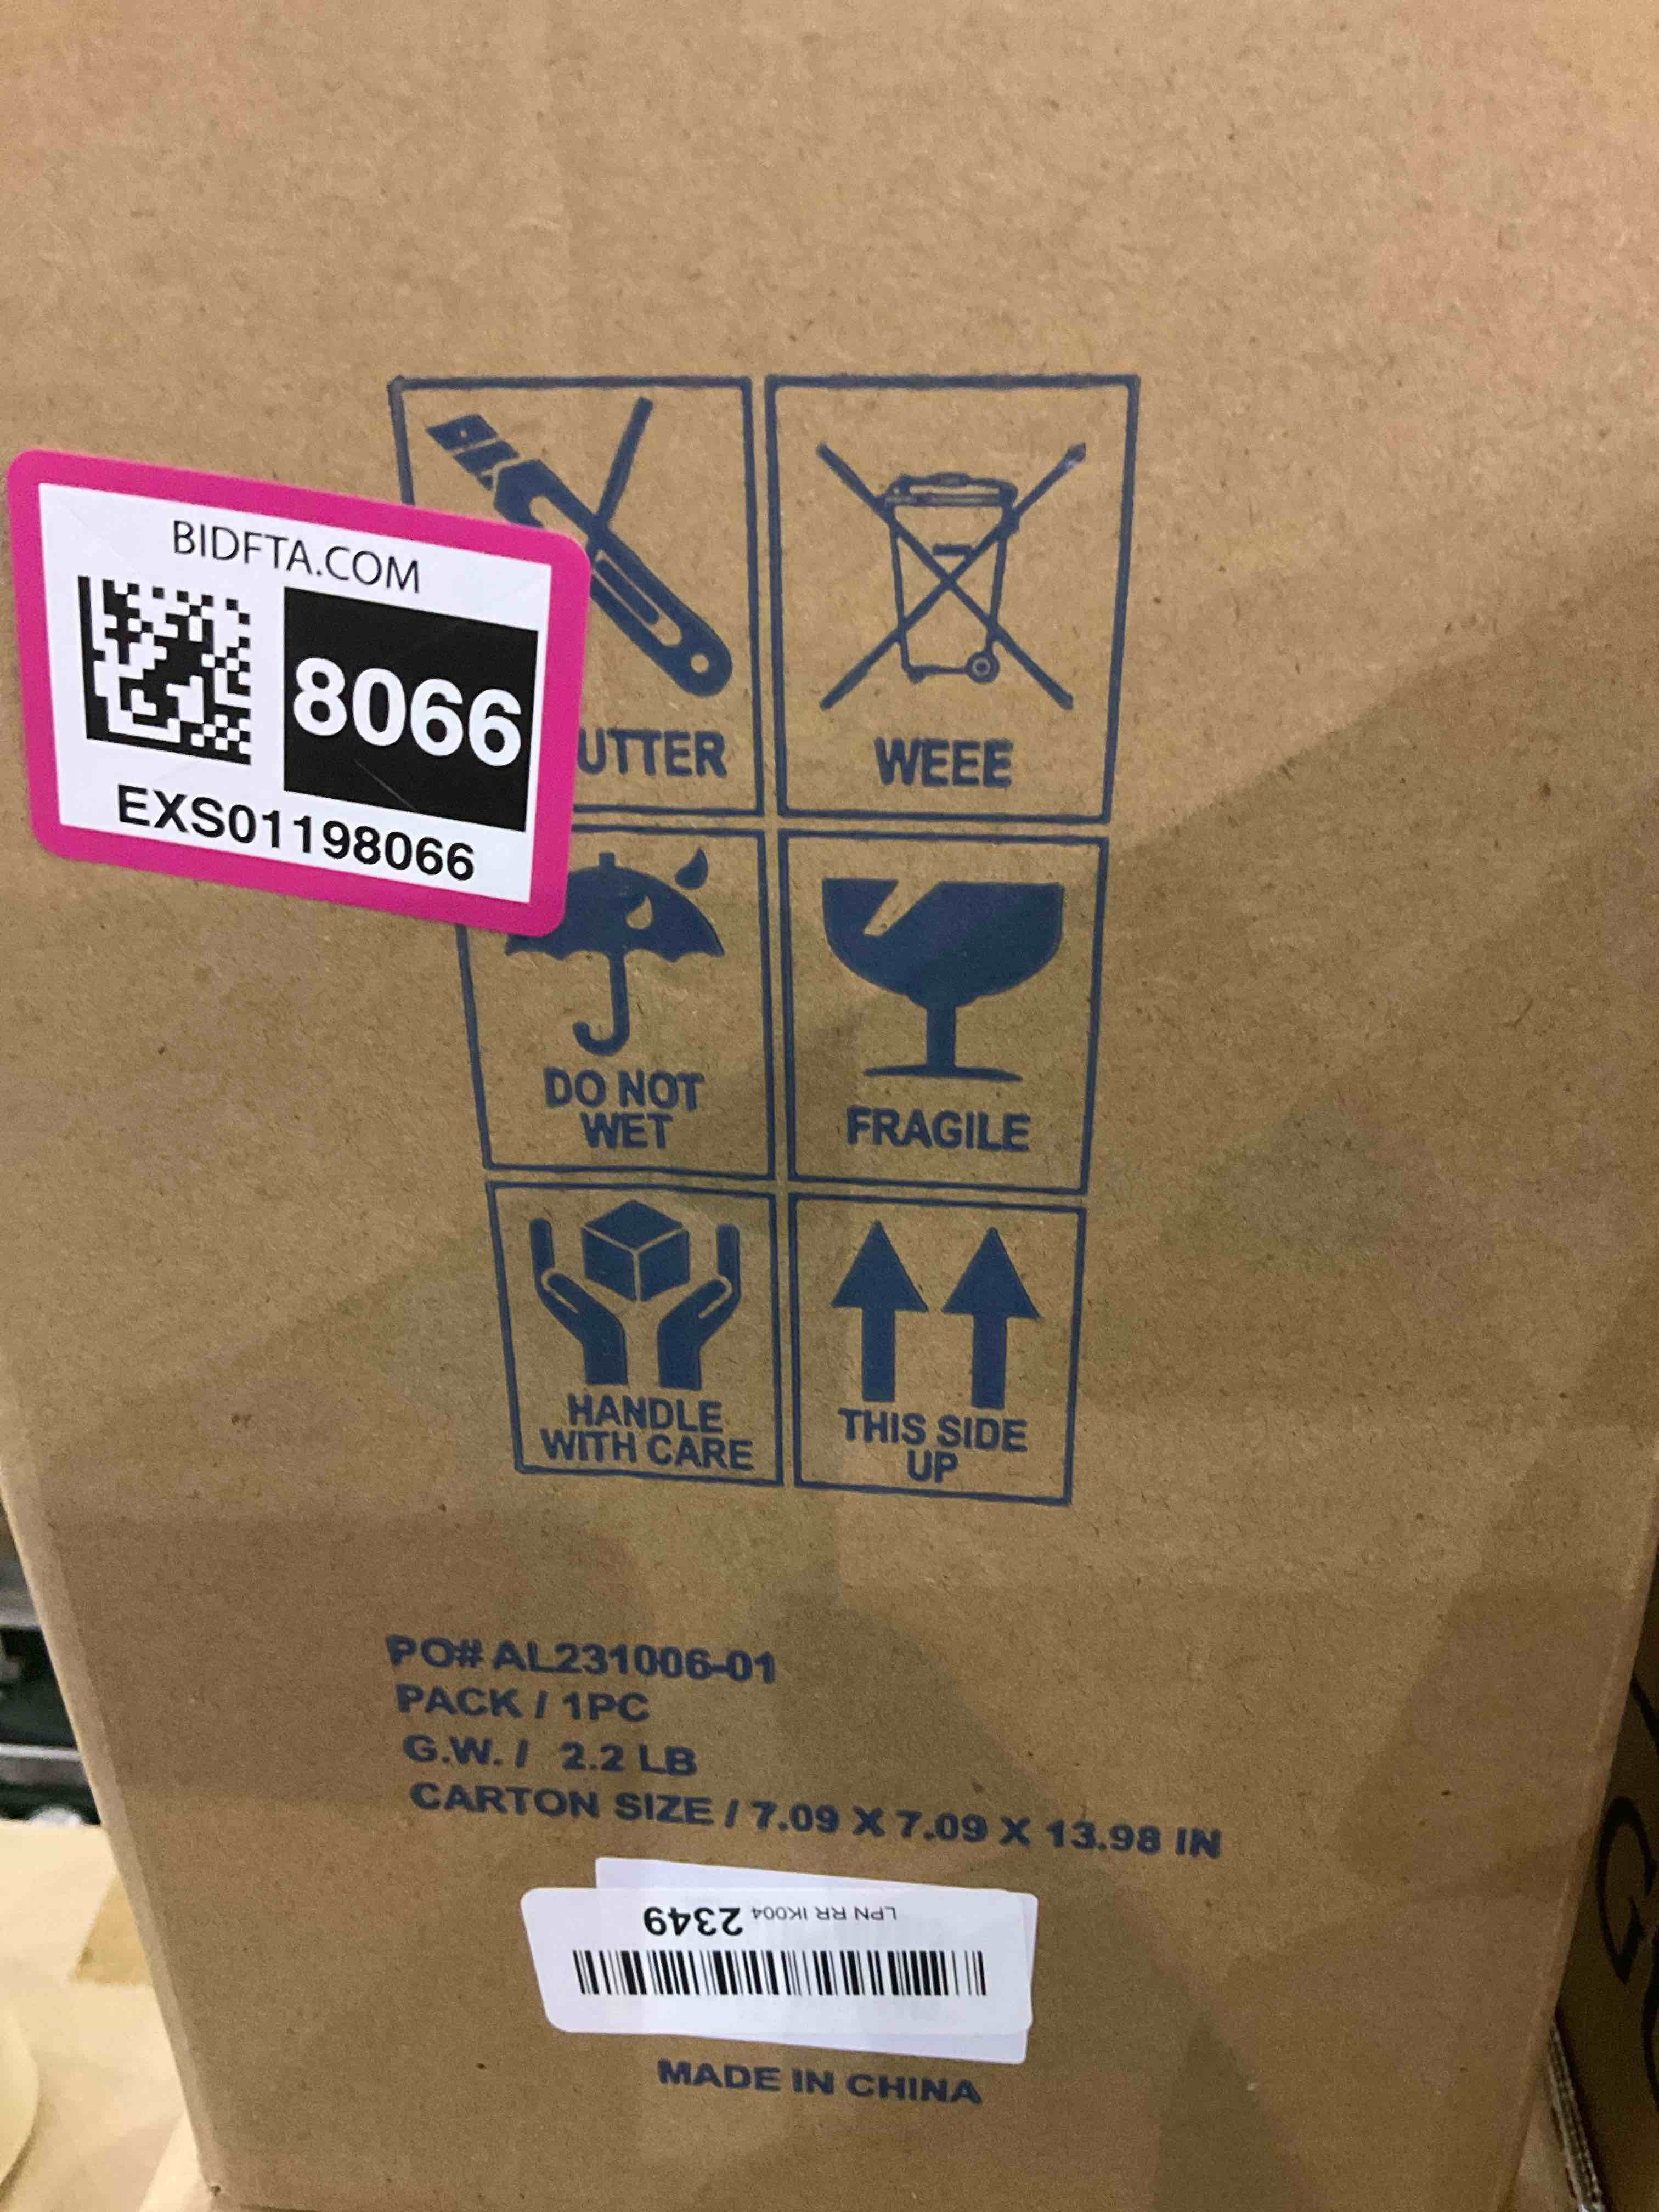 BIDFTA.COM
8066
EXS01198066
UTTER
WEEE
DO NOT
WET
FRAGILE
HANDLE
WITH CARE
THIS SIDE
UP
PO# AL231006-01
PACK / 1PC
G.W. / 2.2 LB
CARTON SIZE / 7.09 X 7.09 X 13.98 IN
LPN RR IK004 2349
MADE IN CHINA
G